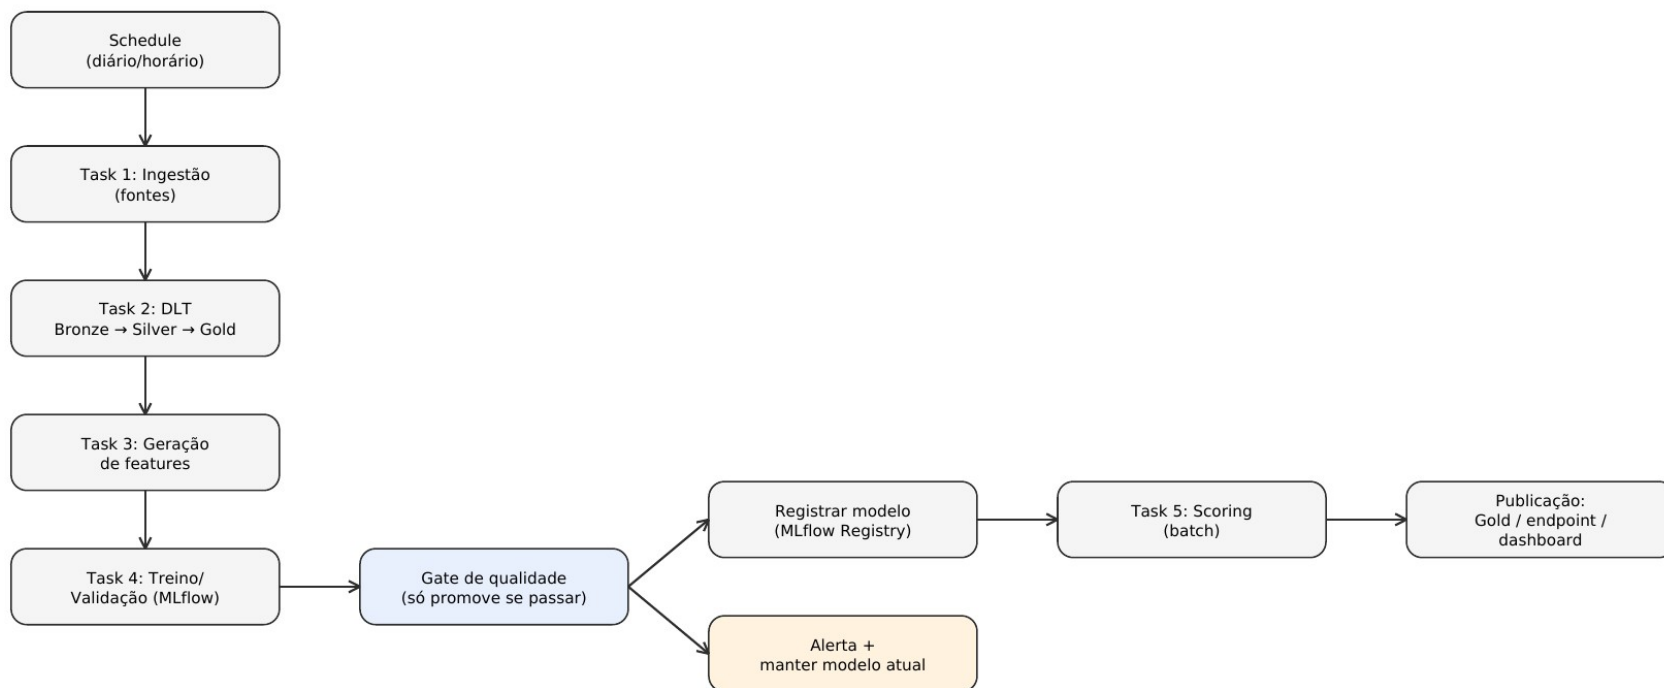 Schedule
(diário/horário)
Task 1: Ingestão
(fontes)
Task 2: DLT
Bronze → Silver → Gold
Task 3: Geração
de features
Task 4: Treino/
Validação (MLflow)
Gate de qualidade
(só promove se passar)
Registrar modelo
(MLflow Registry)
Task 5: Scoring
(batch)
Publicação:
Gold / endpoint /
dashboard
Alerta +
manter modelo atual